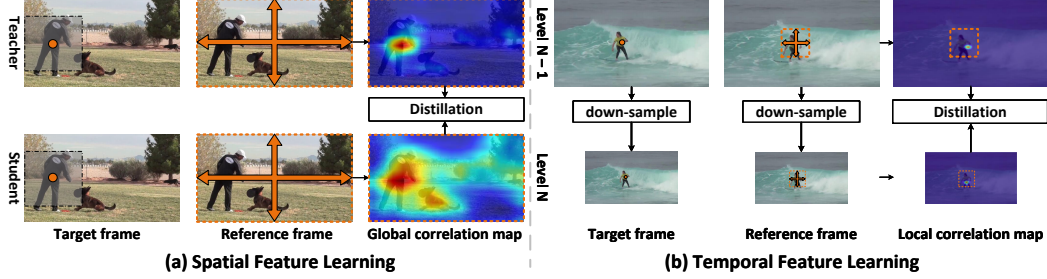 Teacher
Distillation
Student
Target frame
Reference frame
Global correlation map
(a) Spatial Feature Learning
Level N − 1
down-sample
down-sample
Distillation
Level N
Target frame
Reference frame
Local correlation map
(b) Temporal Feature Learning